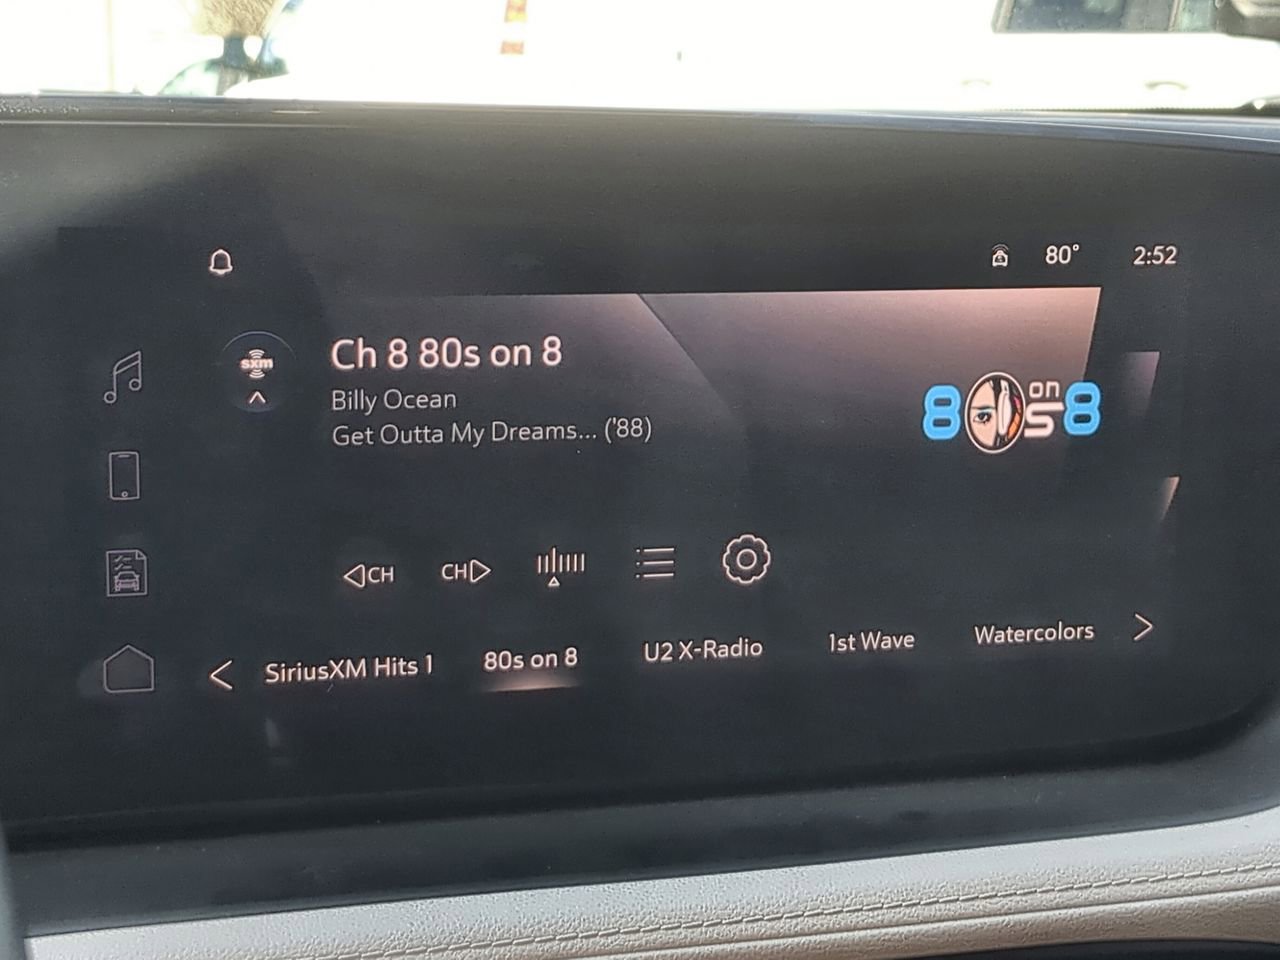 80° 2:52
sxm
Ch 8 80s on 8
Billy Ocean
Get Outta My Dreams... ('88)
80s on 8
CH CH
SiriusXM Hits 1 80s on 8 U2 X-Radio 1st Wave Watercolors